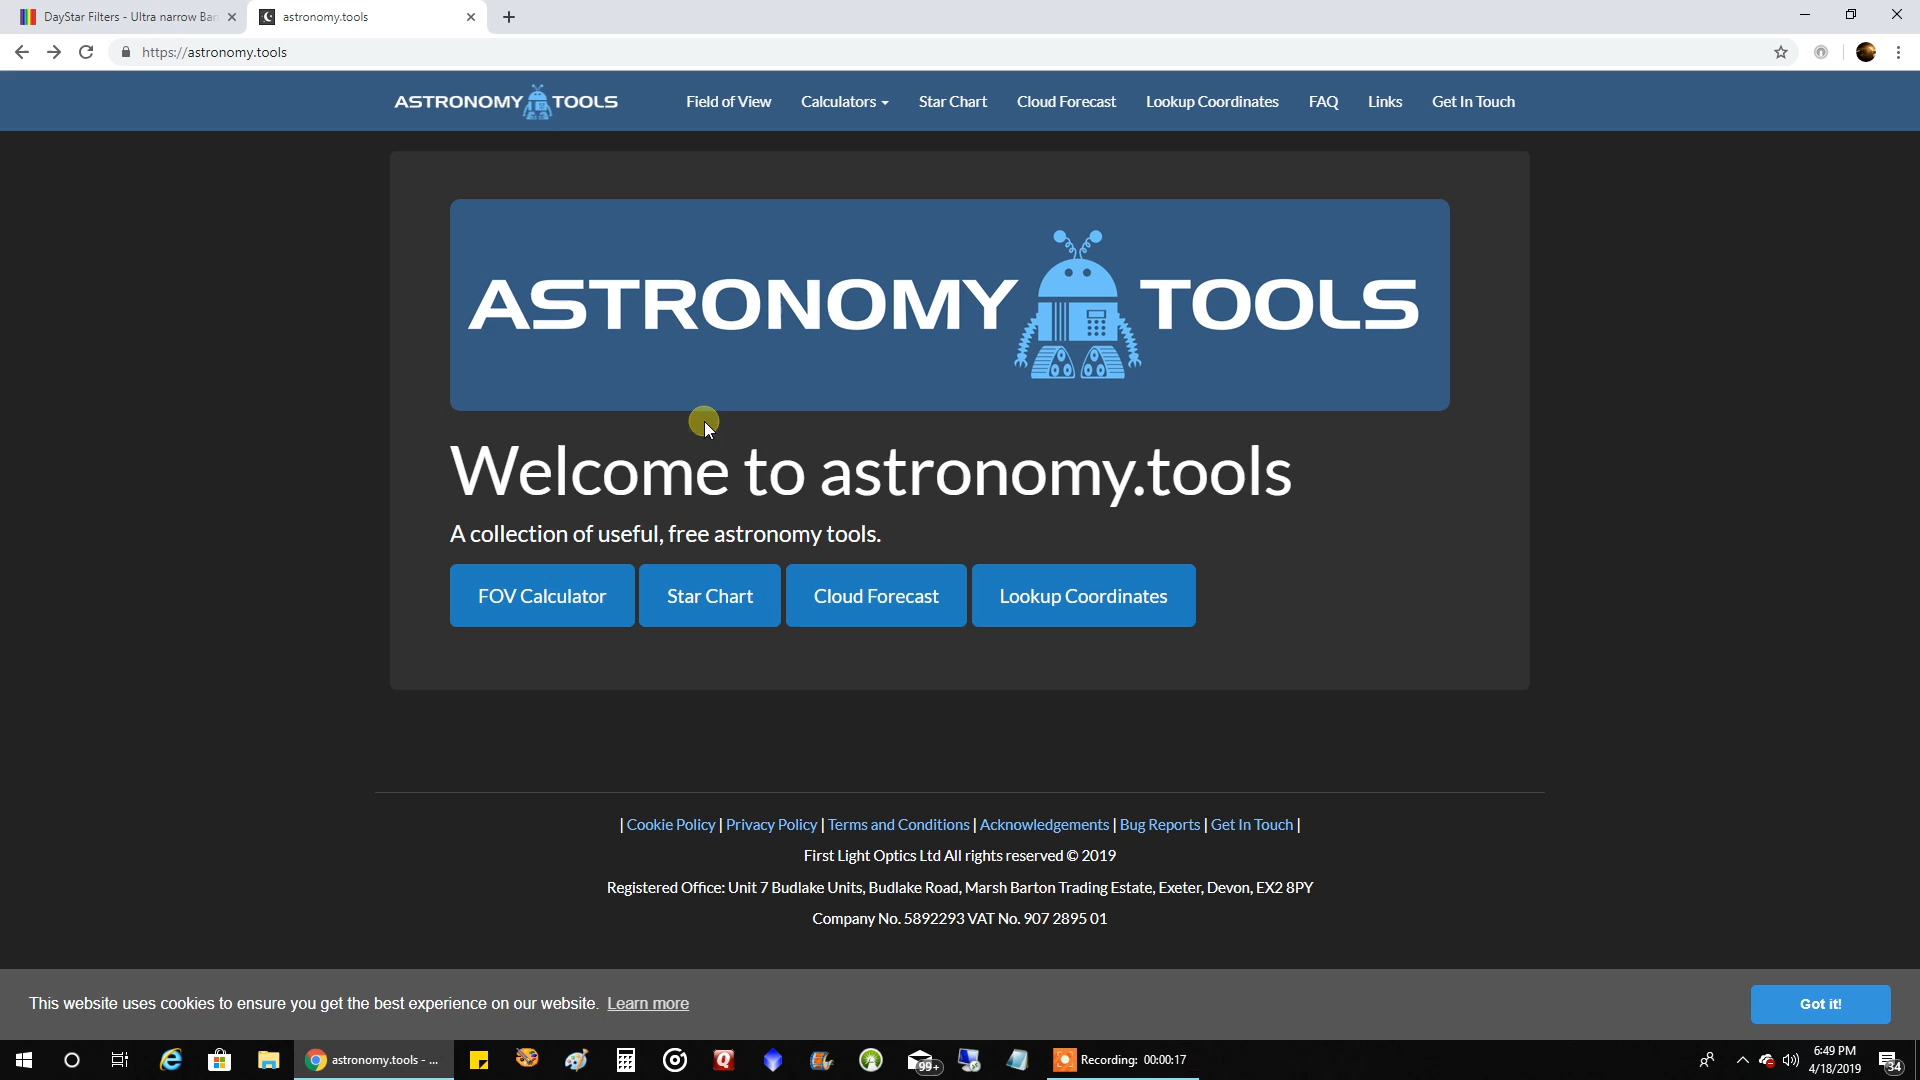 DayStar Filters - Ultra narrow Ban
astronomy.tools
https://astronomy.tools
ASTRONOMY TOOLS
Field of View
Calculators
Star Chart
Cloud Forecast
Lookup Coordinates
FAQ
Links
Get In Touch
ASTRONOMY TOOLS
Welcome to astronomy.tools
A collection of useful, free astronomy tools.
FOV Calculator
Star Chart
Cloud Forecast
Lookup Coordinates
| Cookie Policy | Privacy Policy | Terms and Conditions | Acknowledgements | Bug Reports | Get In Touch |
First Light Optics Ltd All rights reserved © 2019
Registered Office: Unit 7 Budlake Units, Budlake Road, Marsh Barton Trading Estate, Exeter, Devon, EX2 8PY
Company No. 5892293 VAT No. 907 2895 01
This website uses cookies to ensure you get the best experience on our website. Learn more
Got it!
astronomy.tools - ...
99+
Recording: 00:00:17
6:49 PM
4/18/2019
34